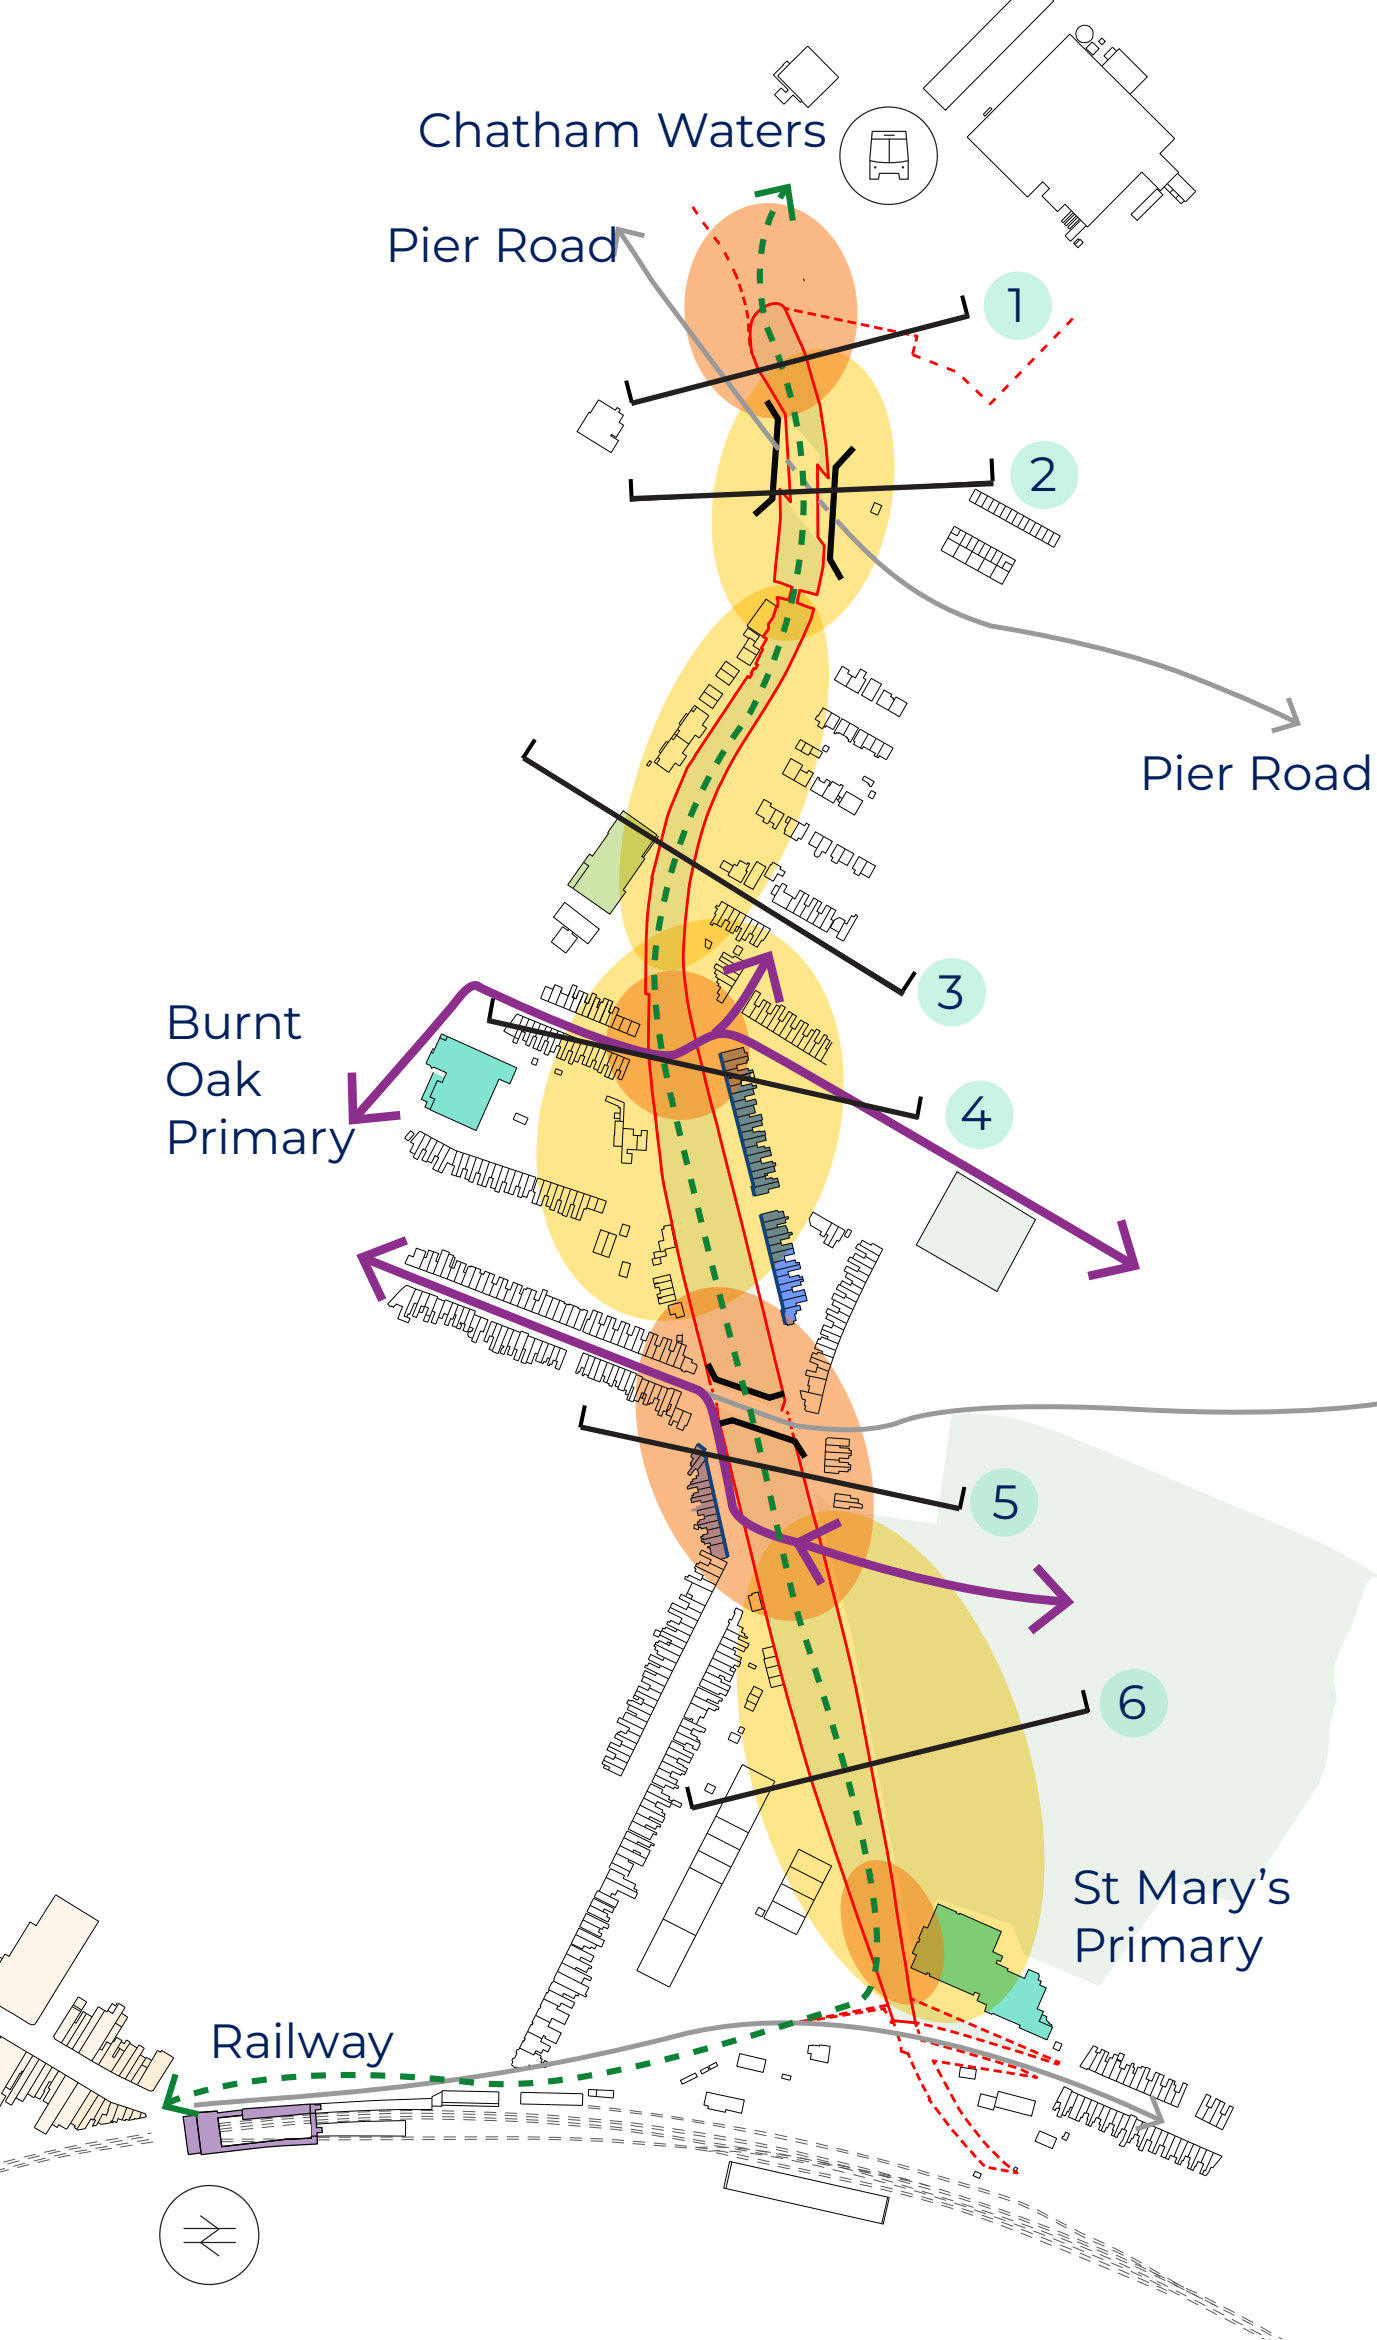 Chatham Waters
Pier Road
1
2
Pier Road
3
Burnt
Oak
Primary
4
5
6
St Mary’s
Primary
Railway